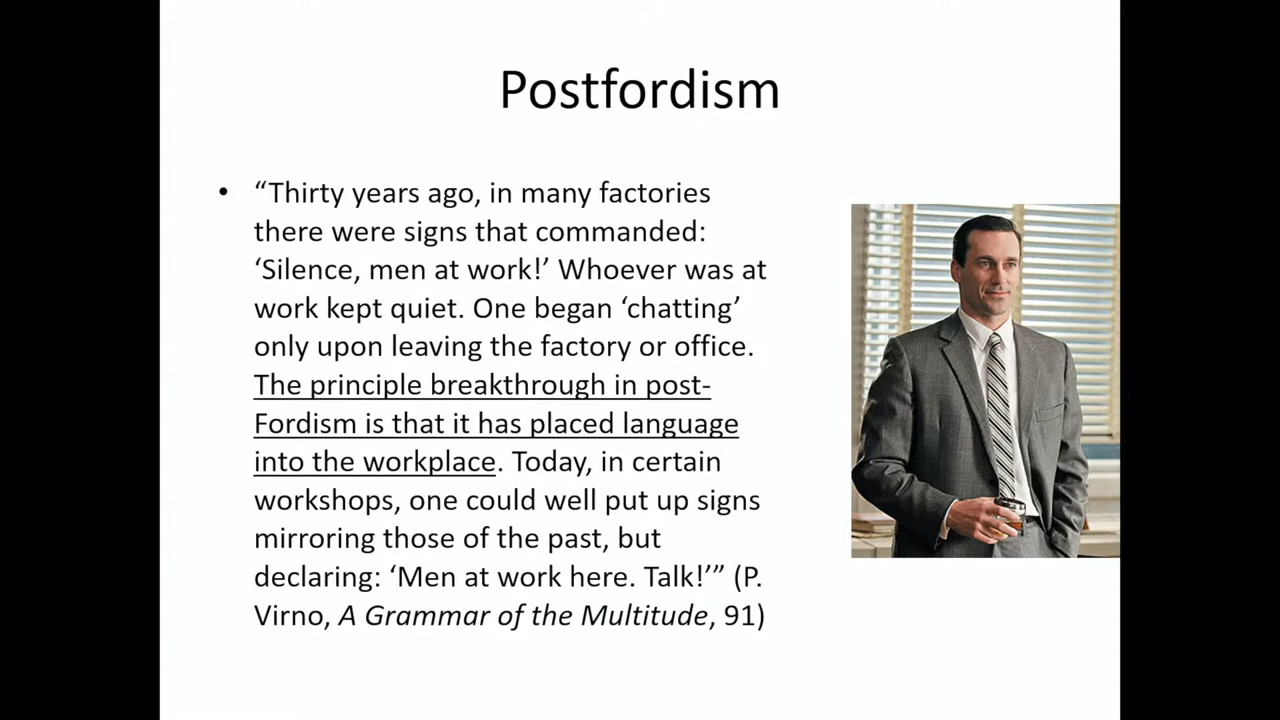 Postfordism
• “Thirty years ago, in many factories
there were signs that commanded:
‘Silence, men at work!’ Whoever was at
work kept quiet. One began ‘chatting’
only upon leaving the factory or office.
The principle breakthrough in post-
Fordism is that it has placed language
into the workplace. Today, in certain
workshops, one could well put up signs
mirroring those of the past, but
declaring: ‘Men at work here. Talk!’” (P.
Virno, A Grammar of the Multitude, 91)